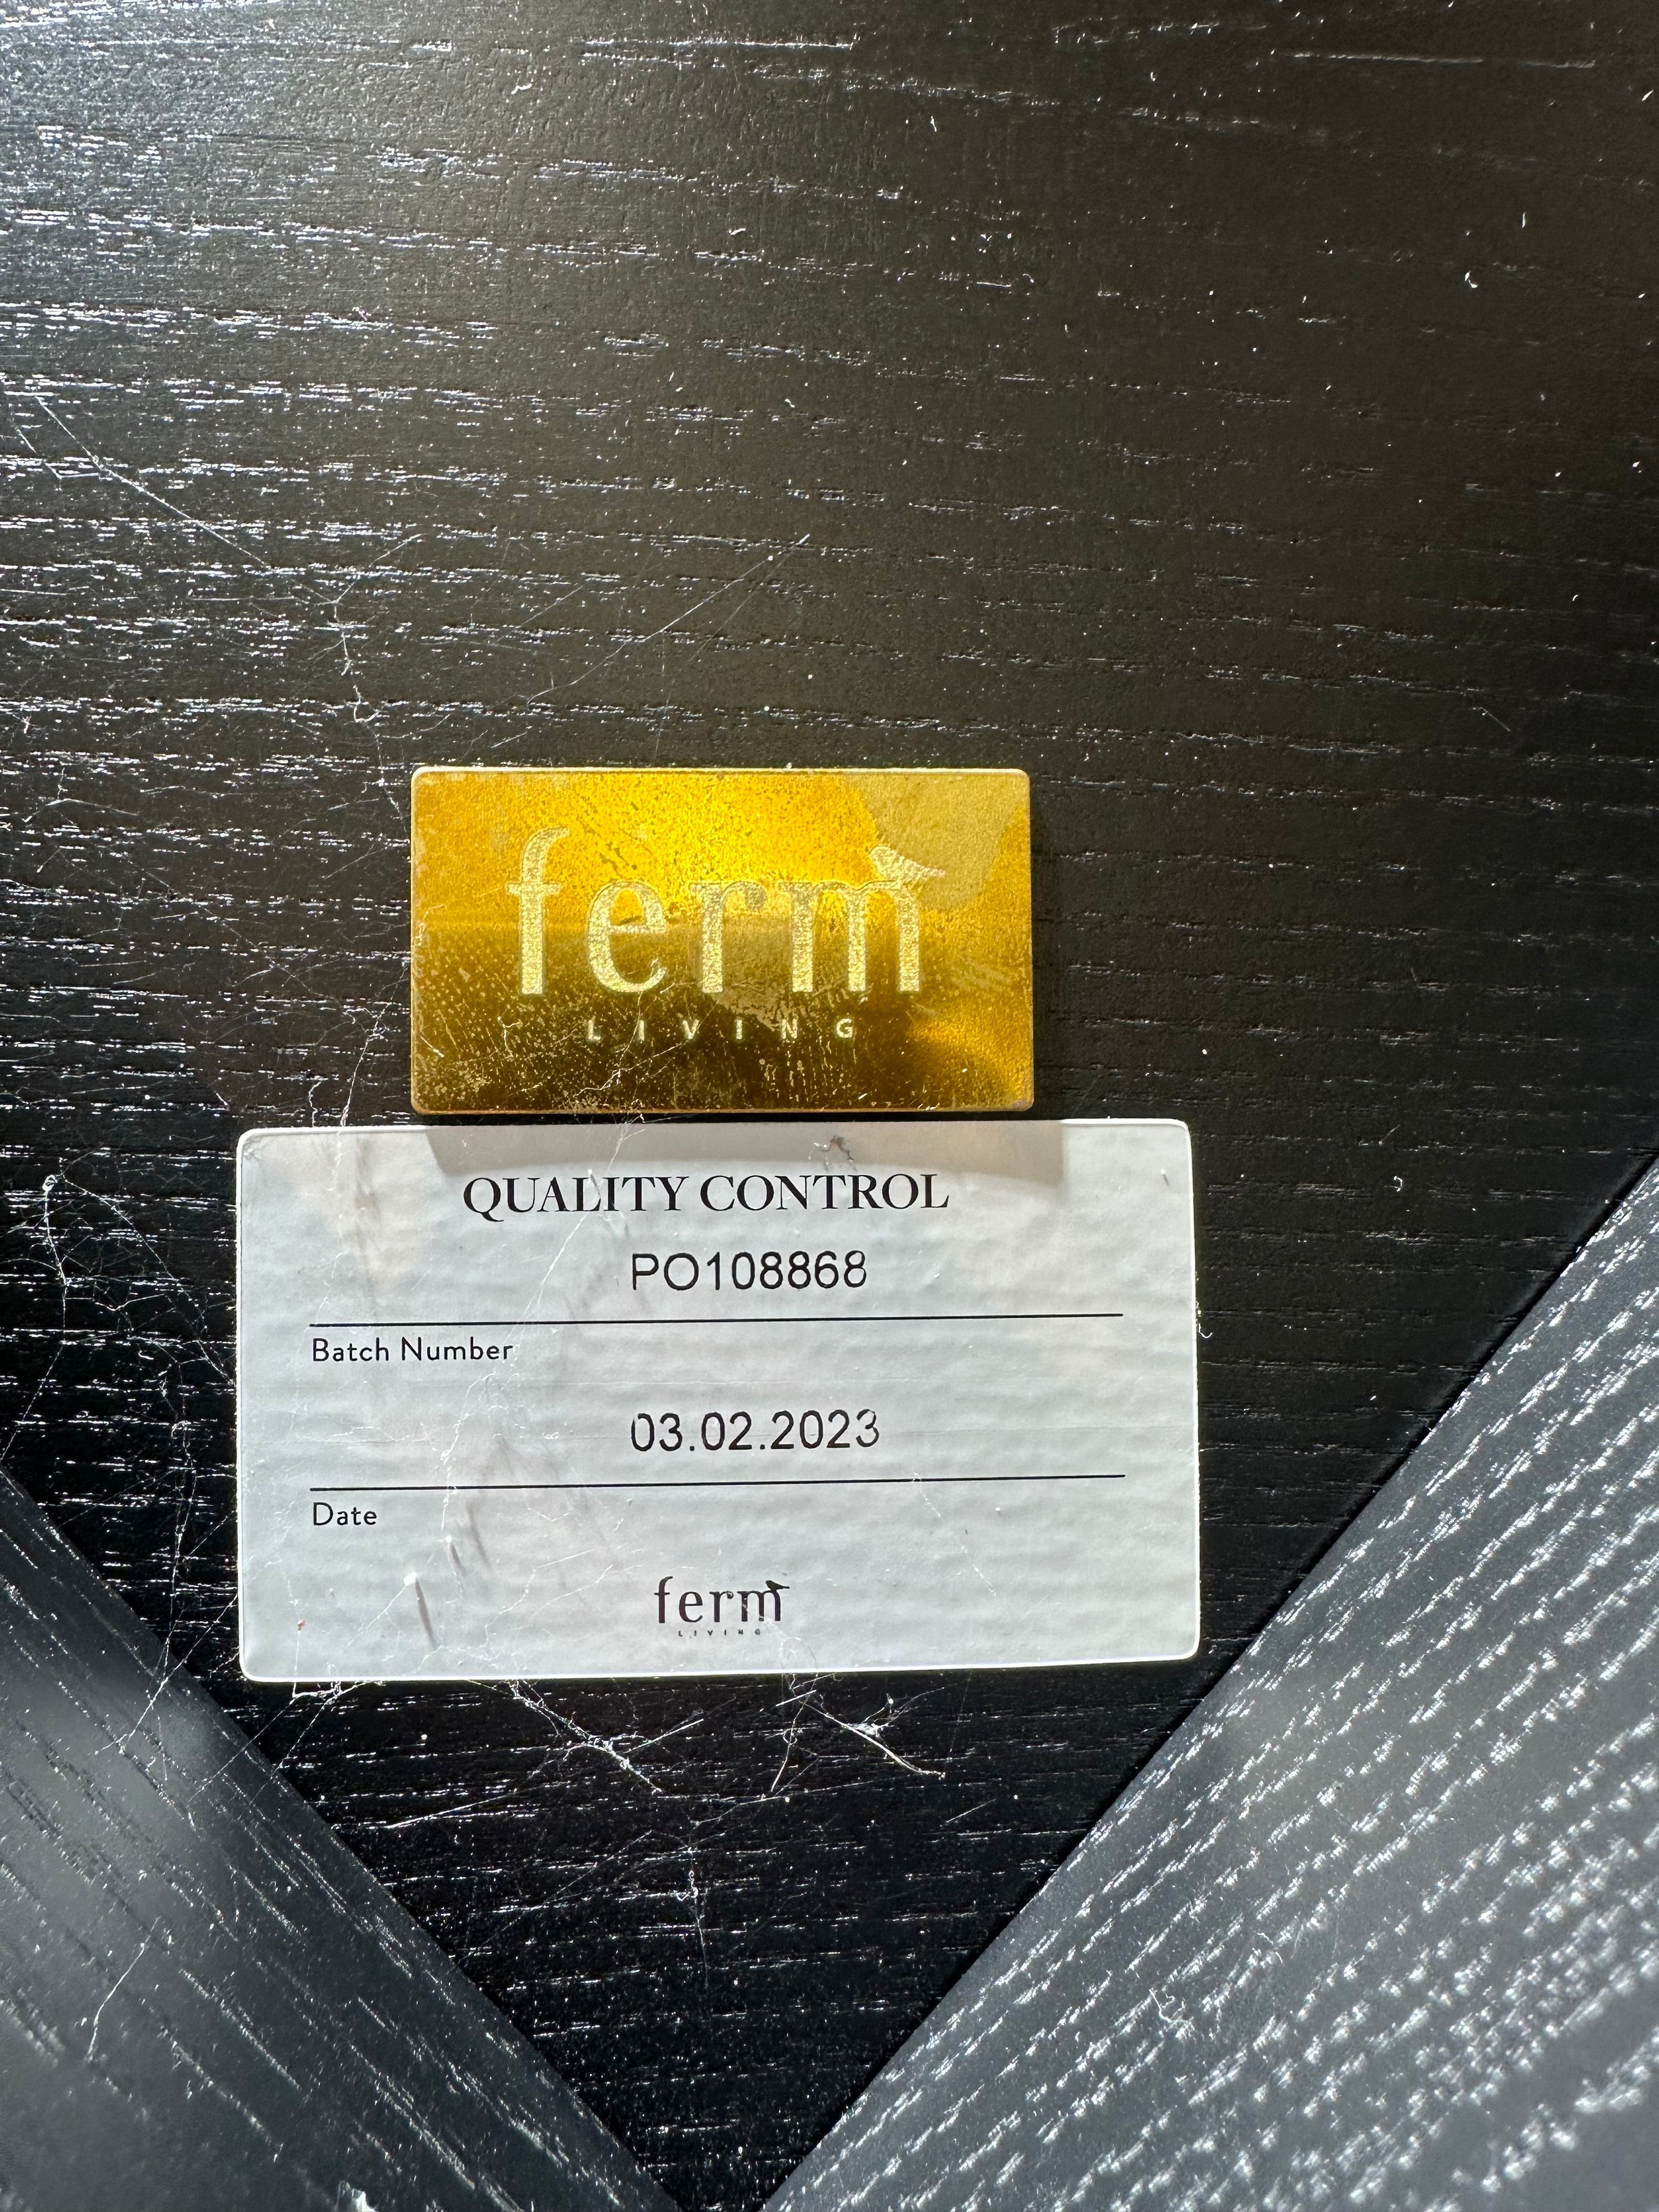 ferm
LIVING
QUALITY CONTROL
PO108868
Batch Number
03.02.2023
Date
ferm
LIVING